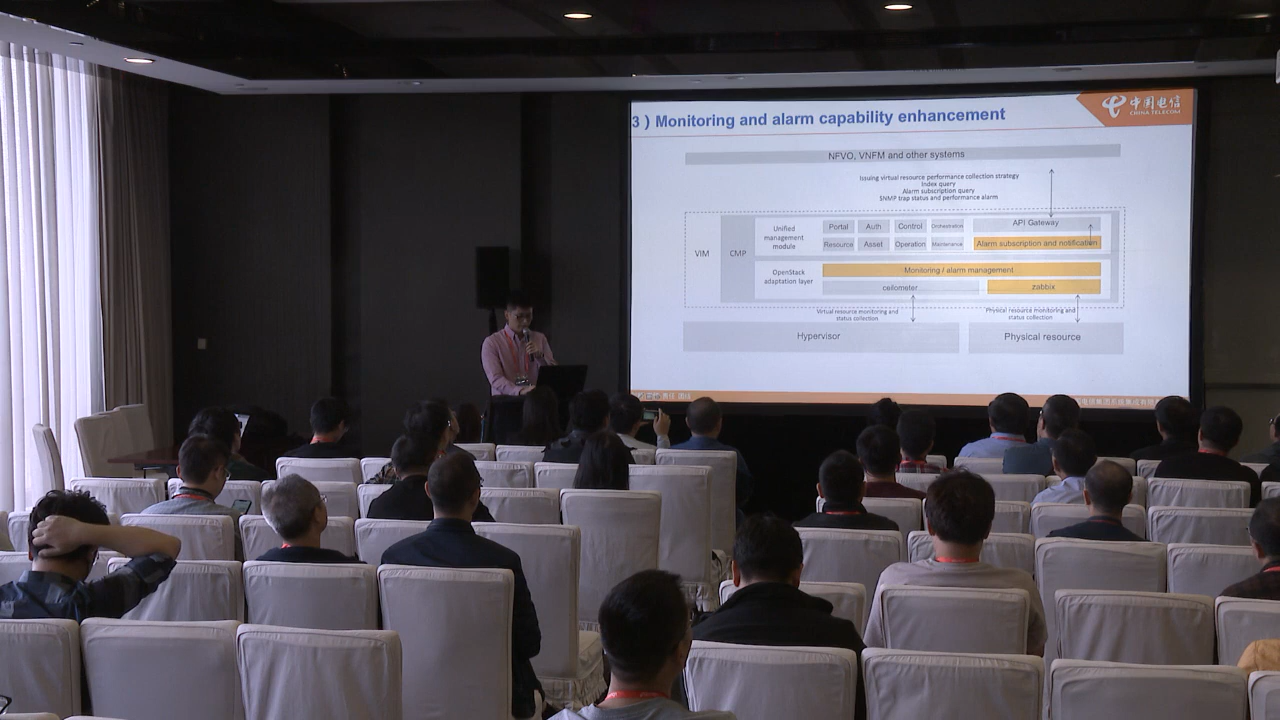 中国电信
CHINA TELECOM
3 ) Monitoring and alarm capability enhancement
NFVO, VNFM and other systems
Issuing virtual resource performance collection strategy
Index query
Alarm subscription query
SNMP trap status and performance alarm
VIM
CMP
Unified
management
module
Portal
Auth
Control
Orchestration
API Gateway
Resource
Asset
Operation
Maintenance
Alarm subscription and notification
OpenStack
adaptation layer
Monitoring / alarm management
ceilometer
zabbix
Virtual resource monitoring and
status collection
Physical resource monitoring and
status collection
Hypervisor
Physical resource